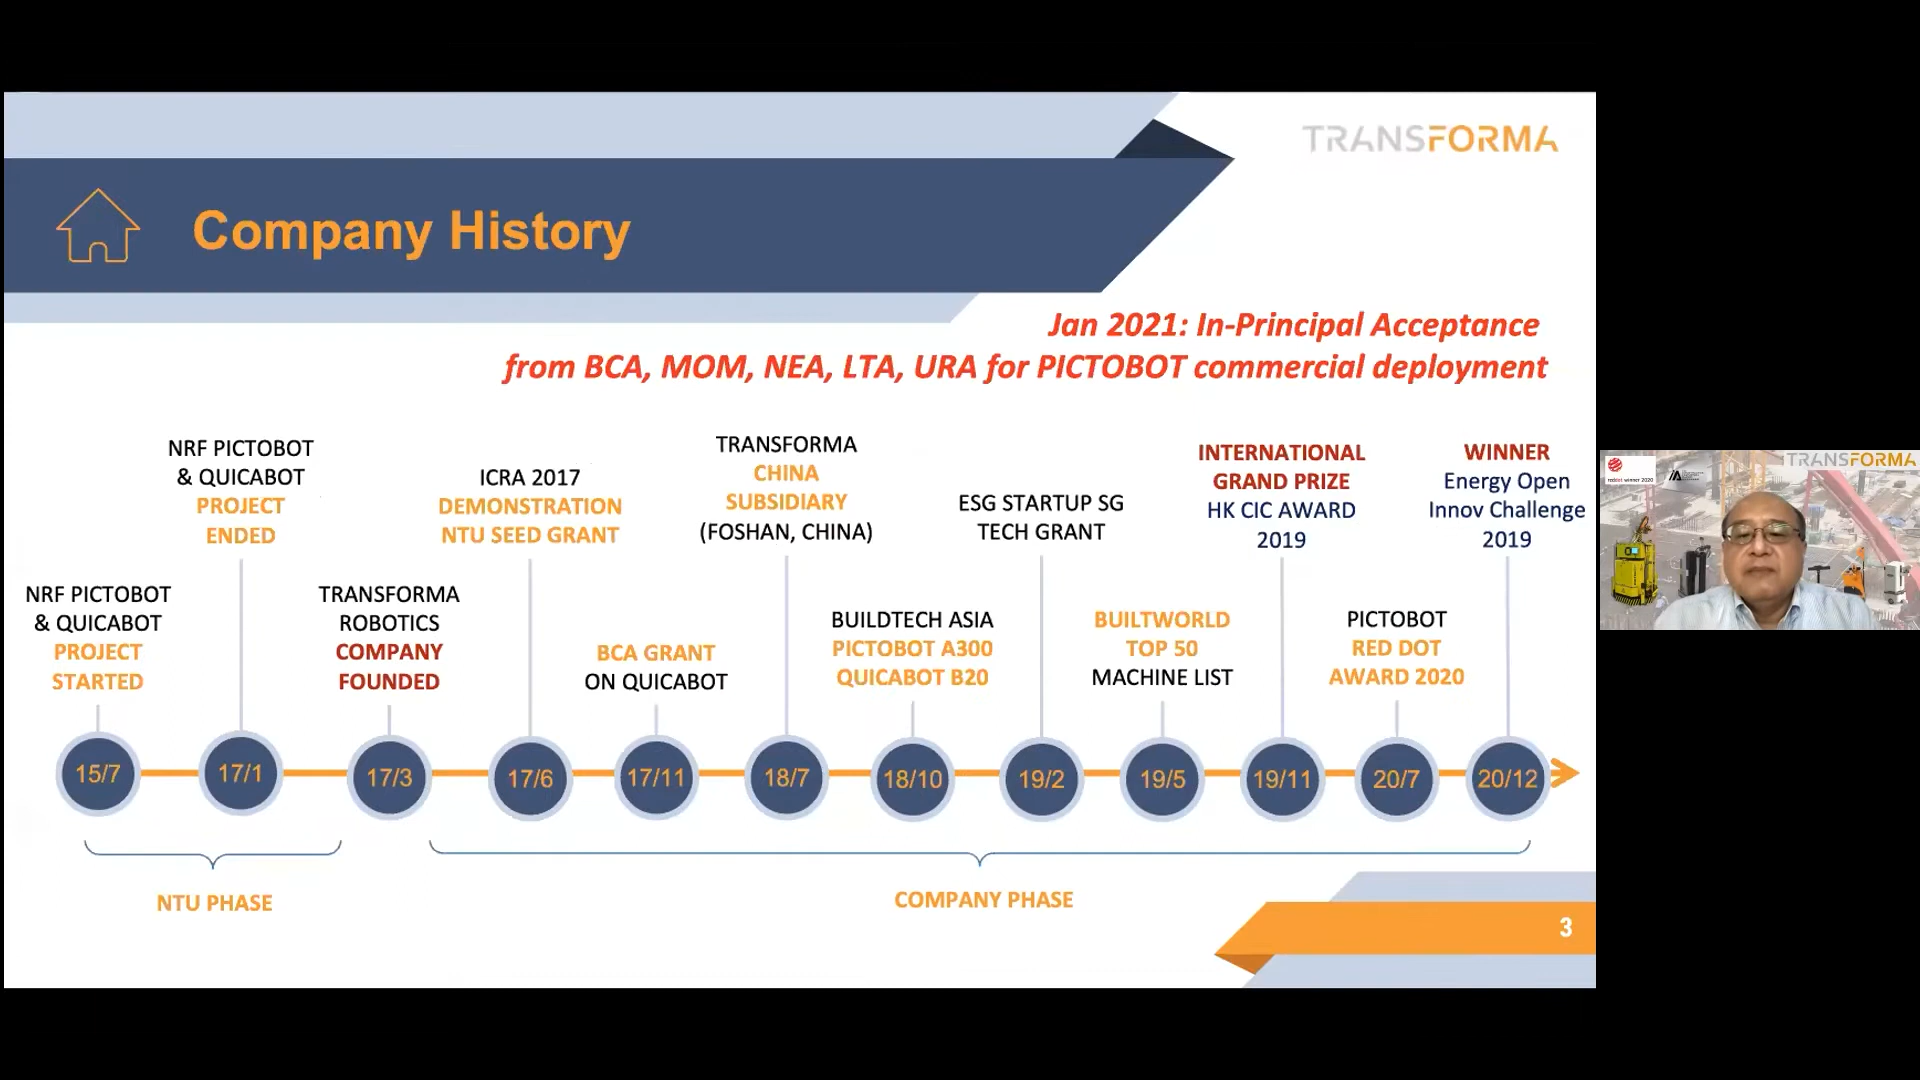 TRANSFORMA
Company History
Jan 2021: In-Principal Acceptance
from BCA, MOM, NEA, LTA, URA for PICTOBOT commercial deployment
NRF PICTOBOT
& QUICABOT
PROJECT
STARTED
NRF PICTOBOT
& QUICABOT
PROJECT
ENDED
TRANSFORMA
ROBOTICS
COMPANY
FOUNDED
ICRA 2017
DEMONSTRATION
NTU SEED GRANT
BCA GRANT
ON QUICABOT
TRANSFORMA
CHINA
SUBSIDIARY
(FOSHAN, CHINA)
BUILDTECH ASIA
PICTOBOT A300
QUICABOT B20
ESG STARTUP SG
TECH GRANT
BUILTWORLD
TOP 50
MACHINE LIST
INTERNATIONAL
GRAND PRIZE
HK CIC AWARD
2019
PICTOBOT
RED DOT
AWARD 2020
WINNER
Energy Open
Innov Challenge
2019
15/7
17/1
17/3
17/6
17/11
18/7
18/10
19/2
19/5
19/11
20/7
20/12
NTU PHASE
COMPANY PHASE
3
TRANSFORMA
reddot winner 2020